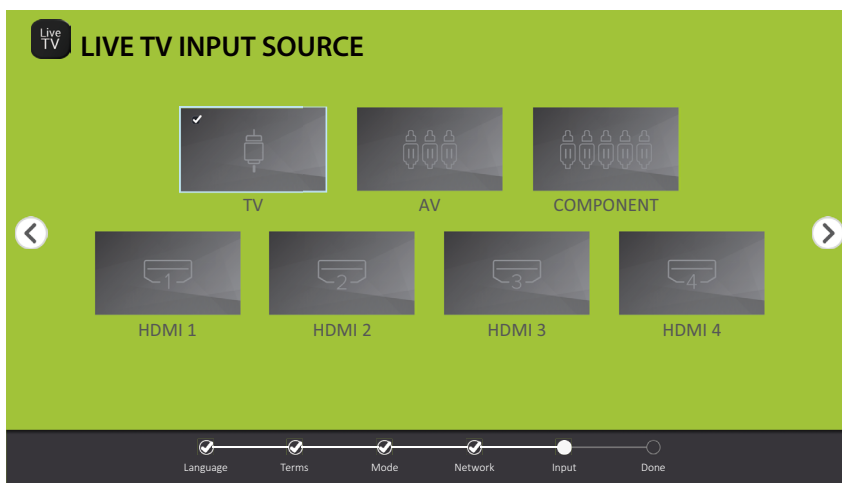 Live
TV
LIVE TV INPUT SOURCE
TV AV COMPONENT
1 2 3 4
HDMI 1 HDMI 2 HDMI 3 HDMI 4
Language Terms Mode Network Input Done